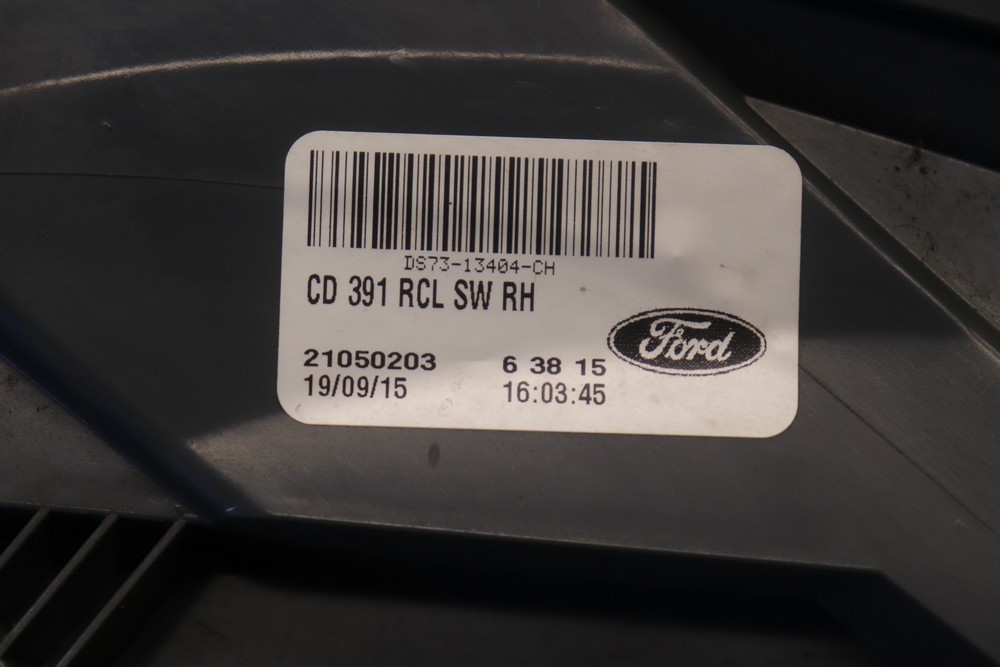 DS73-13404-CH
CD 391 RCL SW RH
21050203 6 38 15
19/09/15 16:03:45
Ford